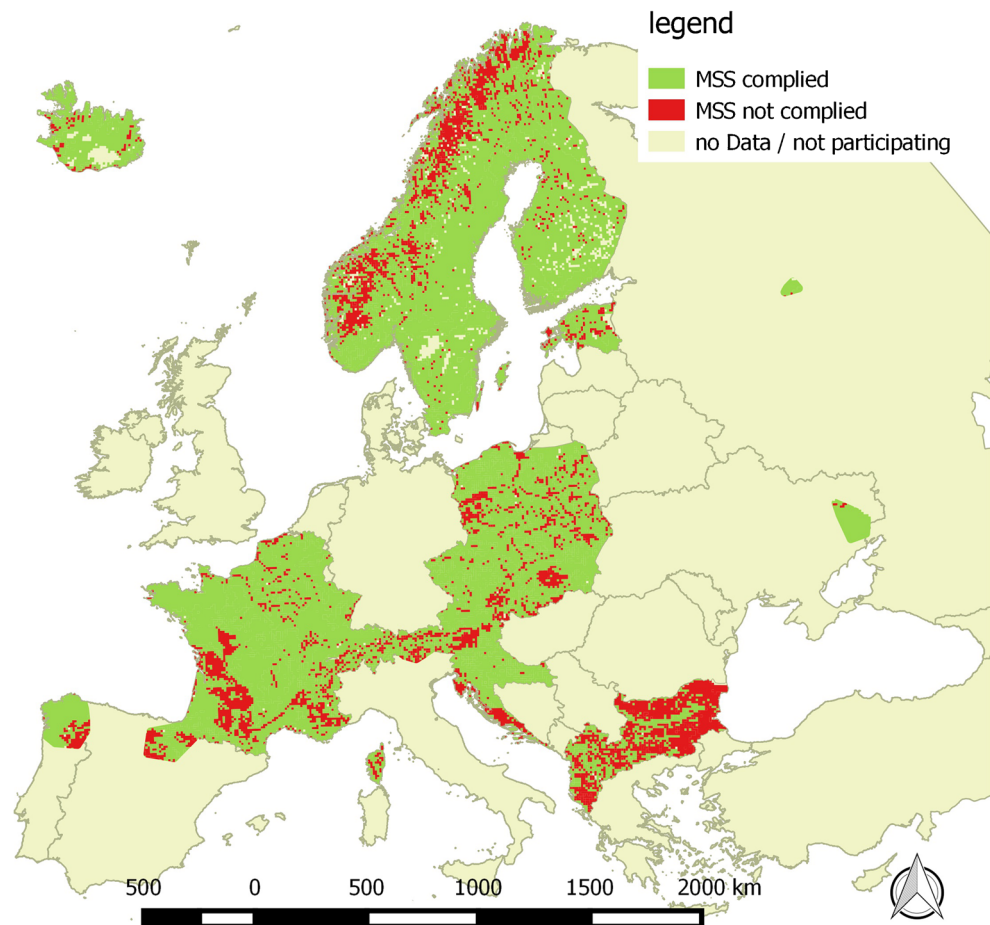 legend
MSS complied
MSS not complied
no Data / not participating
500 0 500 1000 1500 2000 km